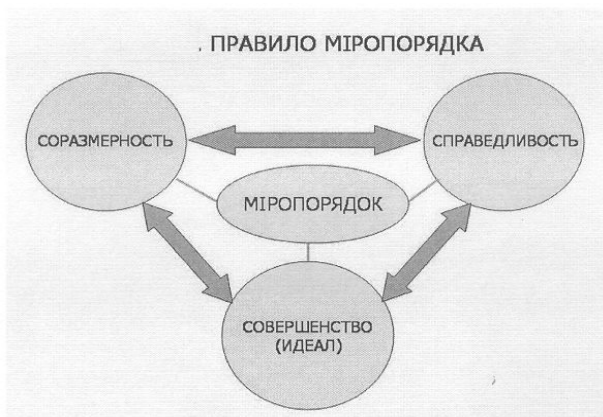 . ПРАВИЛО МІРОПОРЯДКА
СОРАЗМЕРНОСТЬ
СПРАВЕДЛИВОСТЬ
МІРОПОРЯДОК
СОВЕРШЕНСТВО
(ИДЕАЛ)